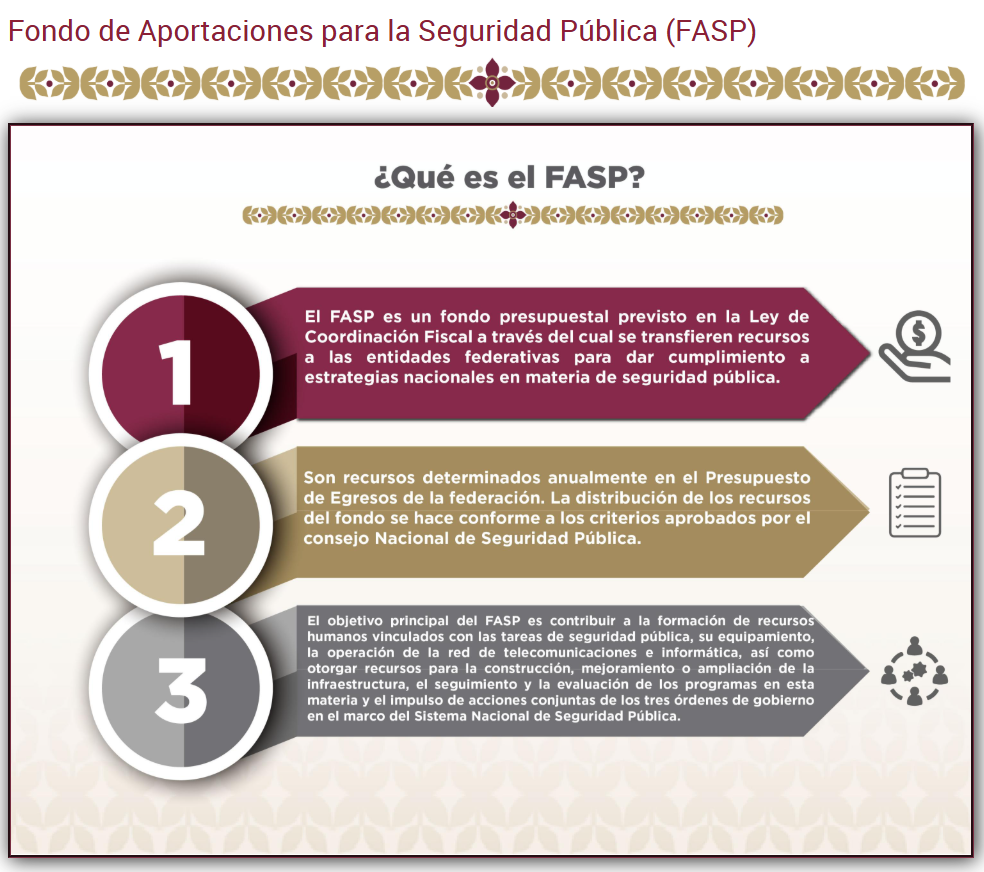 Fondo de Aportaciones para la Seguridad Pública (FASP)
¿Qué es el FASP?
1
El FASP es un fondo presupuestal previsto en la Ley de
Coordinación Fiscal a través del cual se transfieren recursos
a las entidades federativas para dar cumplimiento a
estrategias nacionales en materia de seguridad pública.
$
2
Son recursos determinados anualmente en el Presupuesto
de Egresos de la federación. La distribución de los recursos
del fondo se hace conforme a los criterios aprobados por el
consejo Nacional de Seguridad Pública.
3
El objetivo principal del FASP es contribuir a la formación de recursos
humanos vinculados con las tareas de seguridad pública, su equipamiento,
la operación de la red de telecomunicaciones e informática, así como
otorgar recursos para la construcción, mejoramiento o ampliación de la
infraestructura, el seguimiento y la evaluación de los programas en esta
materia y el impulso de acciones conjuntas de los tres órdenes de gobierno
en el marco del Sistema Nacional de Seguridad Pública.